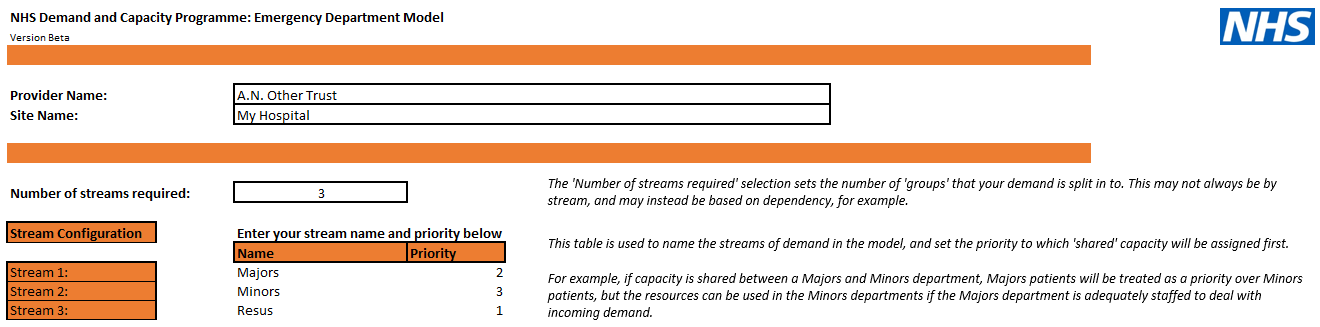 NHS Demand and Capacity Programme: Emergency Department Model
NHS
Version Beta
Provider Name: A.N. Other Trust
Site Name: My Hospital
Number of streams required: 3
The 'Number of streams required' selection sets the number of 'groups' that your demand is split in to. This may not always be by
stream, and may instead be based on dependency, for example.
Stream Configuration
Enter your stream name and priority below
Name Priority
This table is used to name the streams of demand in the model, and set the priority to which 'shared' capacity will be assigned first.
Stream 1: Majors 2
Stream 2: Minors 3
Stream 3: Resus 1
For example, if capacity is shared between a Majors and Minors department, Majors patients will be treated as a priority over Minors
patients, but the resources can be used in the Minors departments if the Majors department is adequately staffed to deal with
incoming demand.